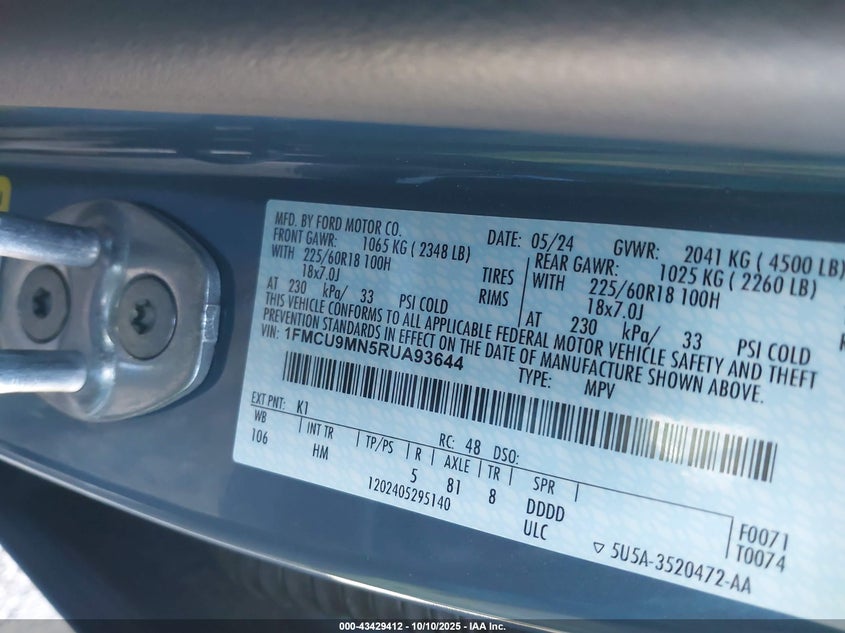 MFD. BY FORD MOTOR CO.
DATE: 05/24 GVWR: 2041 KG ( 4500 LB)
FRONT GAWR: 1065 KG ( 2348 LB) REAR GAWR: 1025 KG ( 2260 LB)
WITH 225/60R18 100H TIRES WITH 225/60R18 100H
18x7.0J RIMS 18x7.0J
AT 230 kPa/ 33 PSI COLD AT 230 kPa/ 33 PSI COLD
THIS VEHICLE CONFORMS TO ALL APPLICABLE FEDERAL MOTOR VEHICLE SAFETY AND THEFT
PREVENTION STANDARDS IN EFFECT ON THE DATE OF MANUFACTURE SHOWN ABOVE.
VIN: 1FMCU9MN5RUA93644 TYPE: MPV
EXT PNT: K1 RC: 48 DSO:
WB INT TR TP/PS R AXLE TR SPR
106 HM 5 81 8 DDDD
1202405295140 ULC
F0071
T0074
▽ 5U5A-3520472-AA
000-43429412 - 10/10/2025 - IAA Inc.